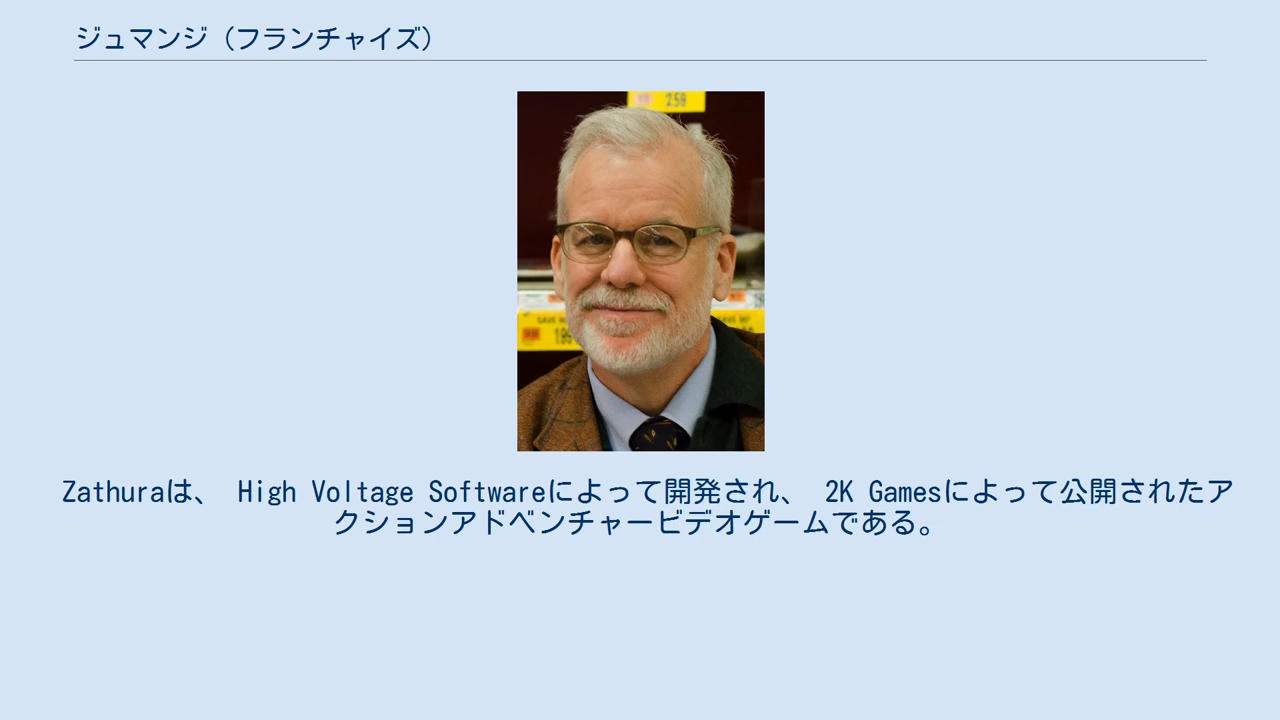 ジュマンジ（フランチャイズ）
259
SAVE 90¢
Zathuraは、 High Voltage Softwareによって開発され、 2K Gamesによって公開されたア
クションアドベンチャービデオゲームである。